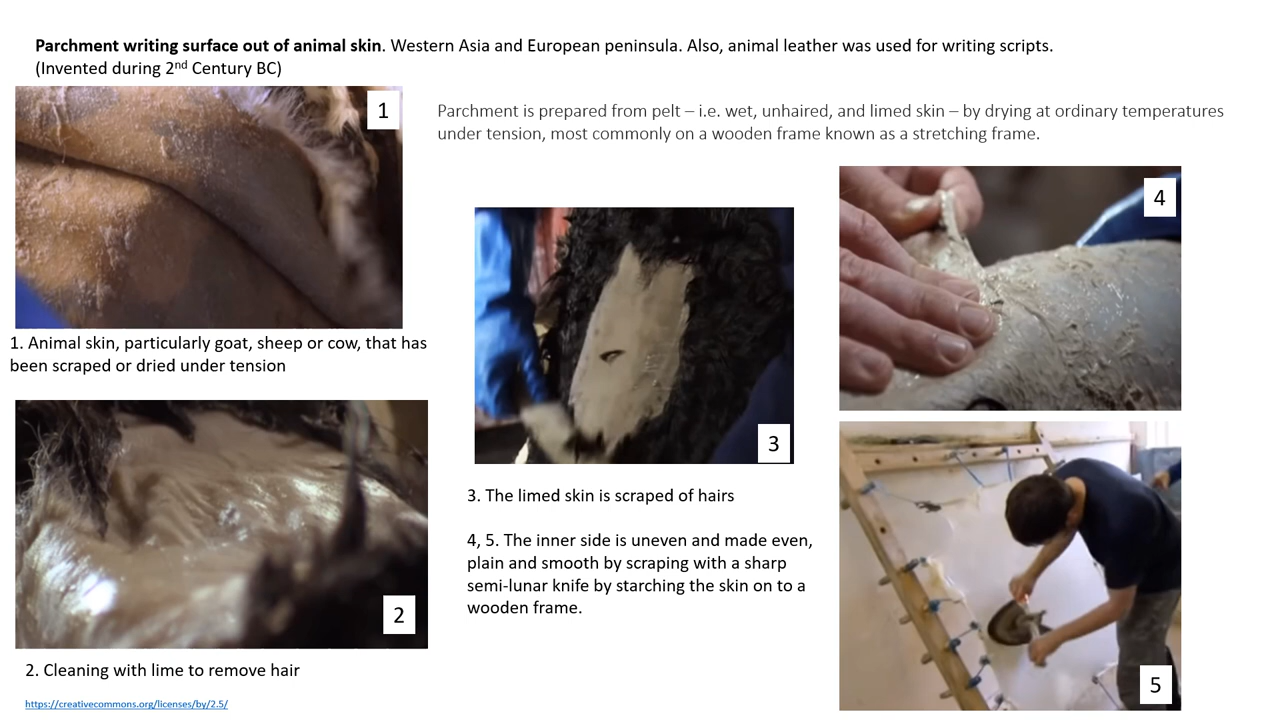 Parchment writing surface out of animal skin. Western Asia and European peninsula. Also, animal leather was used for writing scripts.
(Invented during 2nd Century BC)
1
Parchment is prepared from pelt – i.e. wet, unhaired, and limed skin – by drying at ordinary temperatures
under tension, most commonly on a wooden frame known as a stretching frame.
4
1. Animal skin, particularly goat, sheep or cow, that has
been scraped or dried under tension
3
2
2. Cleaning with lime to remove hair
3. The limed skin is scraped of hairs
4, 5. The inner side is uneven and made even,
plain and smooth by scraping with a sharp
semi-lunar knife by starching the skin on to a
wooden frame.
5
https://creativecommons.org/licenses/by/2.5/